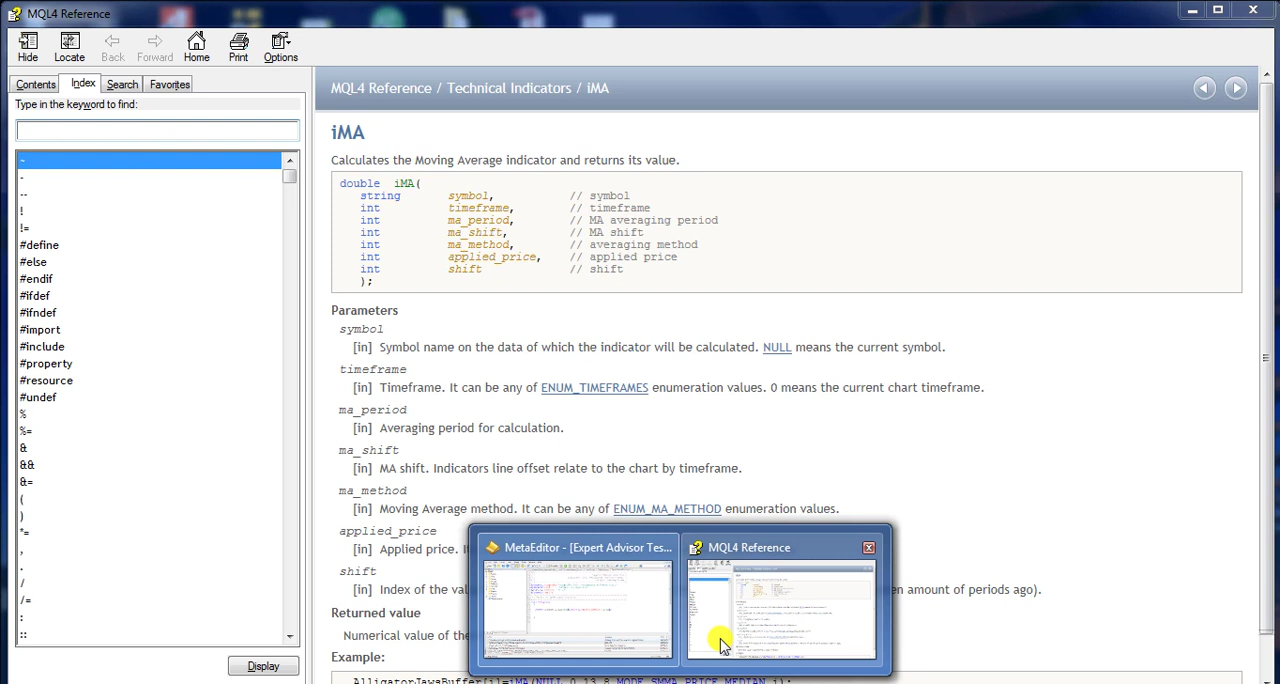 MQL4 Reference
Hide
Locate
Back
Forward
Home
Print
Options
Contents
Index
Search
Favorites
Type in the keyword to find:
-
-
--
!
!=
#define
#else
#endif
#ifdef
#ifndef
#import
#include
#property
#resource
#undef
%
%=
&
&&
&=
(
)
*=
,
.
/
/=
:
::
Display
MQL4 Reference / Technical Indicators / iMA
iMA
Calculates the Moving Average indicator and returns its value.
double iMA(
string symbol, // symbol
int timeframe, // timeframe
int ma_period, // MA averaging period
int ma_shift, // MA shift
int ma_method, // averaging method
int applied_price, // applied price
int shift // shift
);
Parameters
symbol
[in] Symbol name on the data of which the indicator will be calculated. NULL means the current symbol.
timeframe
[in] Timeframe. It can be any of ENUM_TIMEFRAMES enumeration values. 0 means the current chart timeframe.
ma_period
[in] Averaging period for calculation.
ma_shift
[in] MA shift. Indicators line offset relate to the chart by timeframe.
ma_method
[in] Moving Average method. It can be any of ENUM_MA_METHOD enumeration values.
applied_price
[in] Applied price.
shift
[in] Index of the amount of periods ago).
Returned value
Numerical value of the
Example:
AlligatorJawsBuffer[i]=iMA(NULL,0,13,8,MODE_SMMA,PRICE_MEDIAN,i);
MetaEditor - [Expert Advisor Tes...
MQL4 Reference